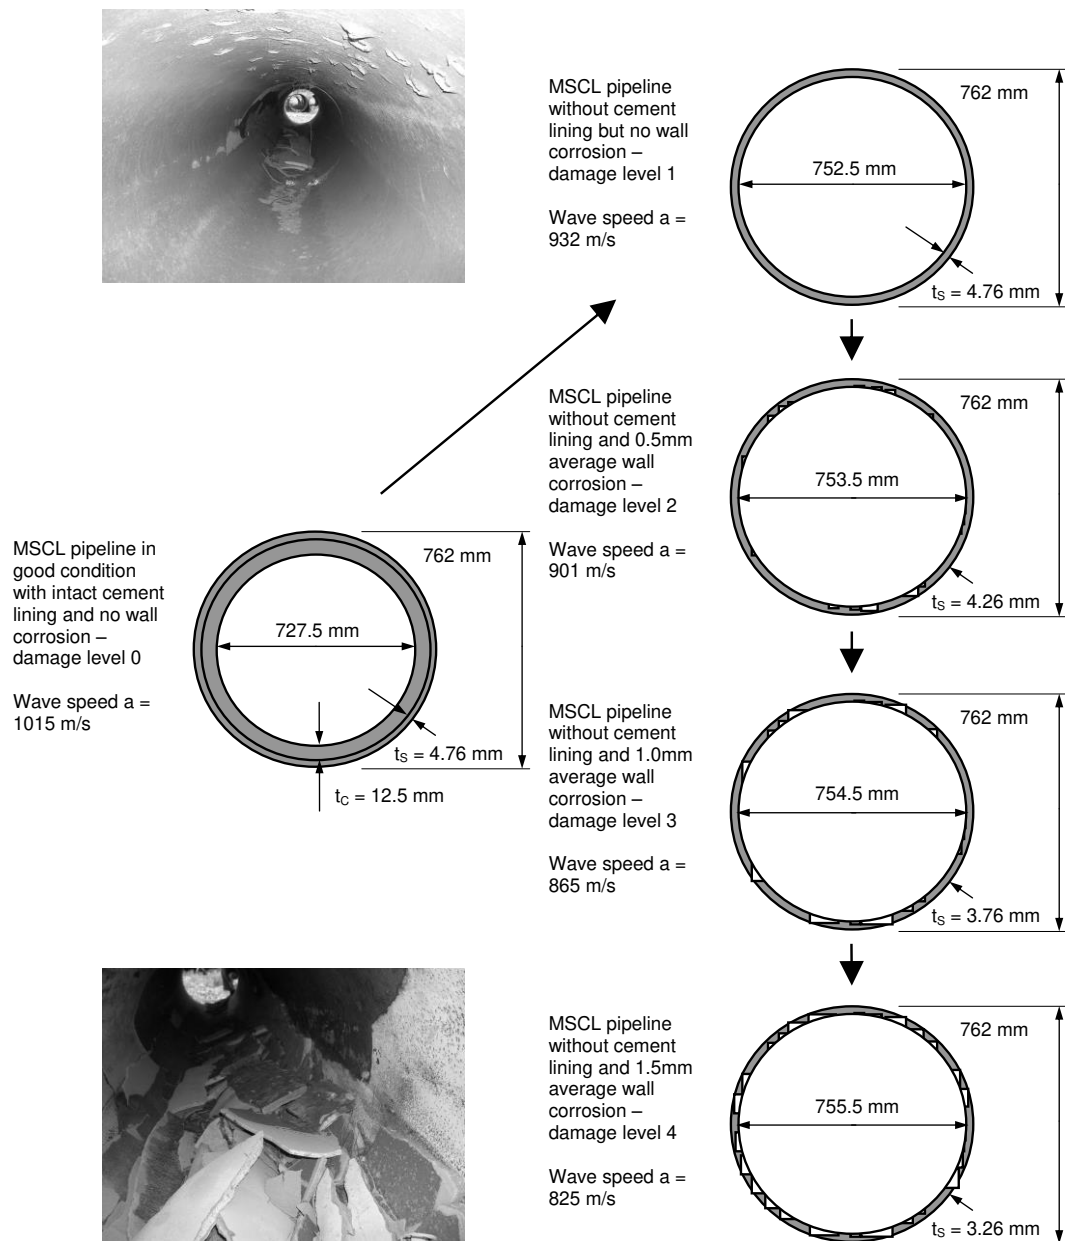 MSCL pipeline
without cement
lining but no wall
corrosion –
damage level 1
Wave speed a =
932 m/s
762 mm
752.5 mm
tS = 4.76 mm
MSCL pipeline
without cement
lining and 0.5mm
average wall
corrosion –
damage level 2
Wave speed a =
901 m/s
762 mm
753.5 mm
tS = 4.26 mm
MSCL pipeline in
good condition
with intact cement
lining and no wall
corrosion –
damage level 0
Wave speed a =
1015 m/s
762 mm
727.5 mm
tS = 4.76 mm
tC = 12.5 mm
MSCL pipeline
without cement
lining and 1.0mm
average wall
corrosion –
damage level 3
Wave speed a =
865 m/s
762 mm
754.5 mm
tS = 3.76 mm
MSCL pipeline
without cement
lining and 1.5mm
average wall
corrosion –
damage level 4
Wave speed a =
825 m/s
762 mm
755.5 mm
tS = 3.26 mm